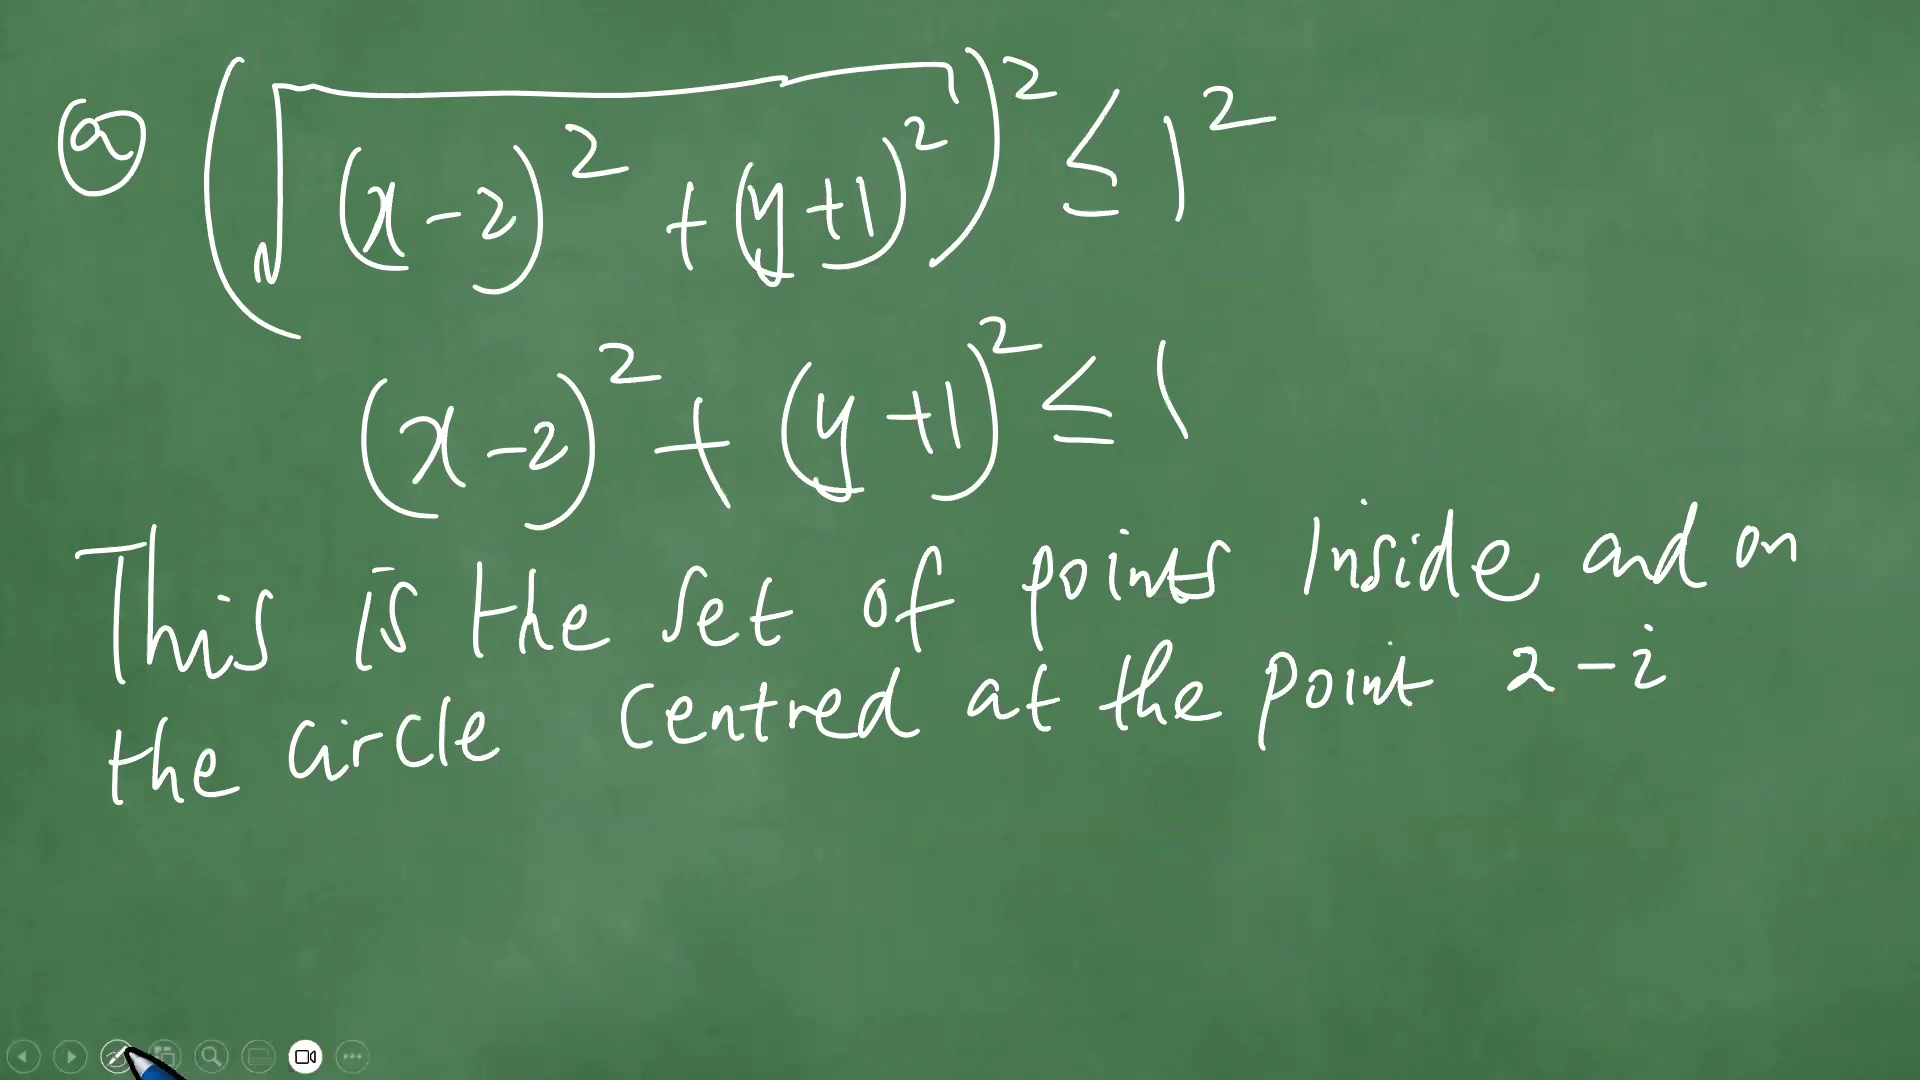 (a) (√((x-2)² + (y+1)²))² ≤ 1²
(x-2)² + (y+1)² ≤ 1
This is the set of points inside and on
the circle centred at the point 2-i